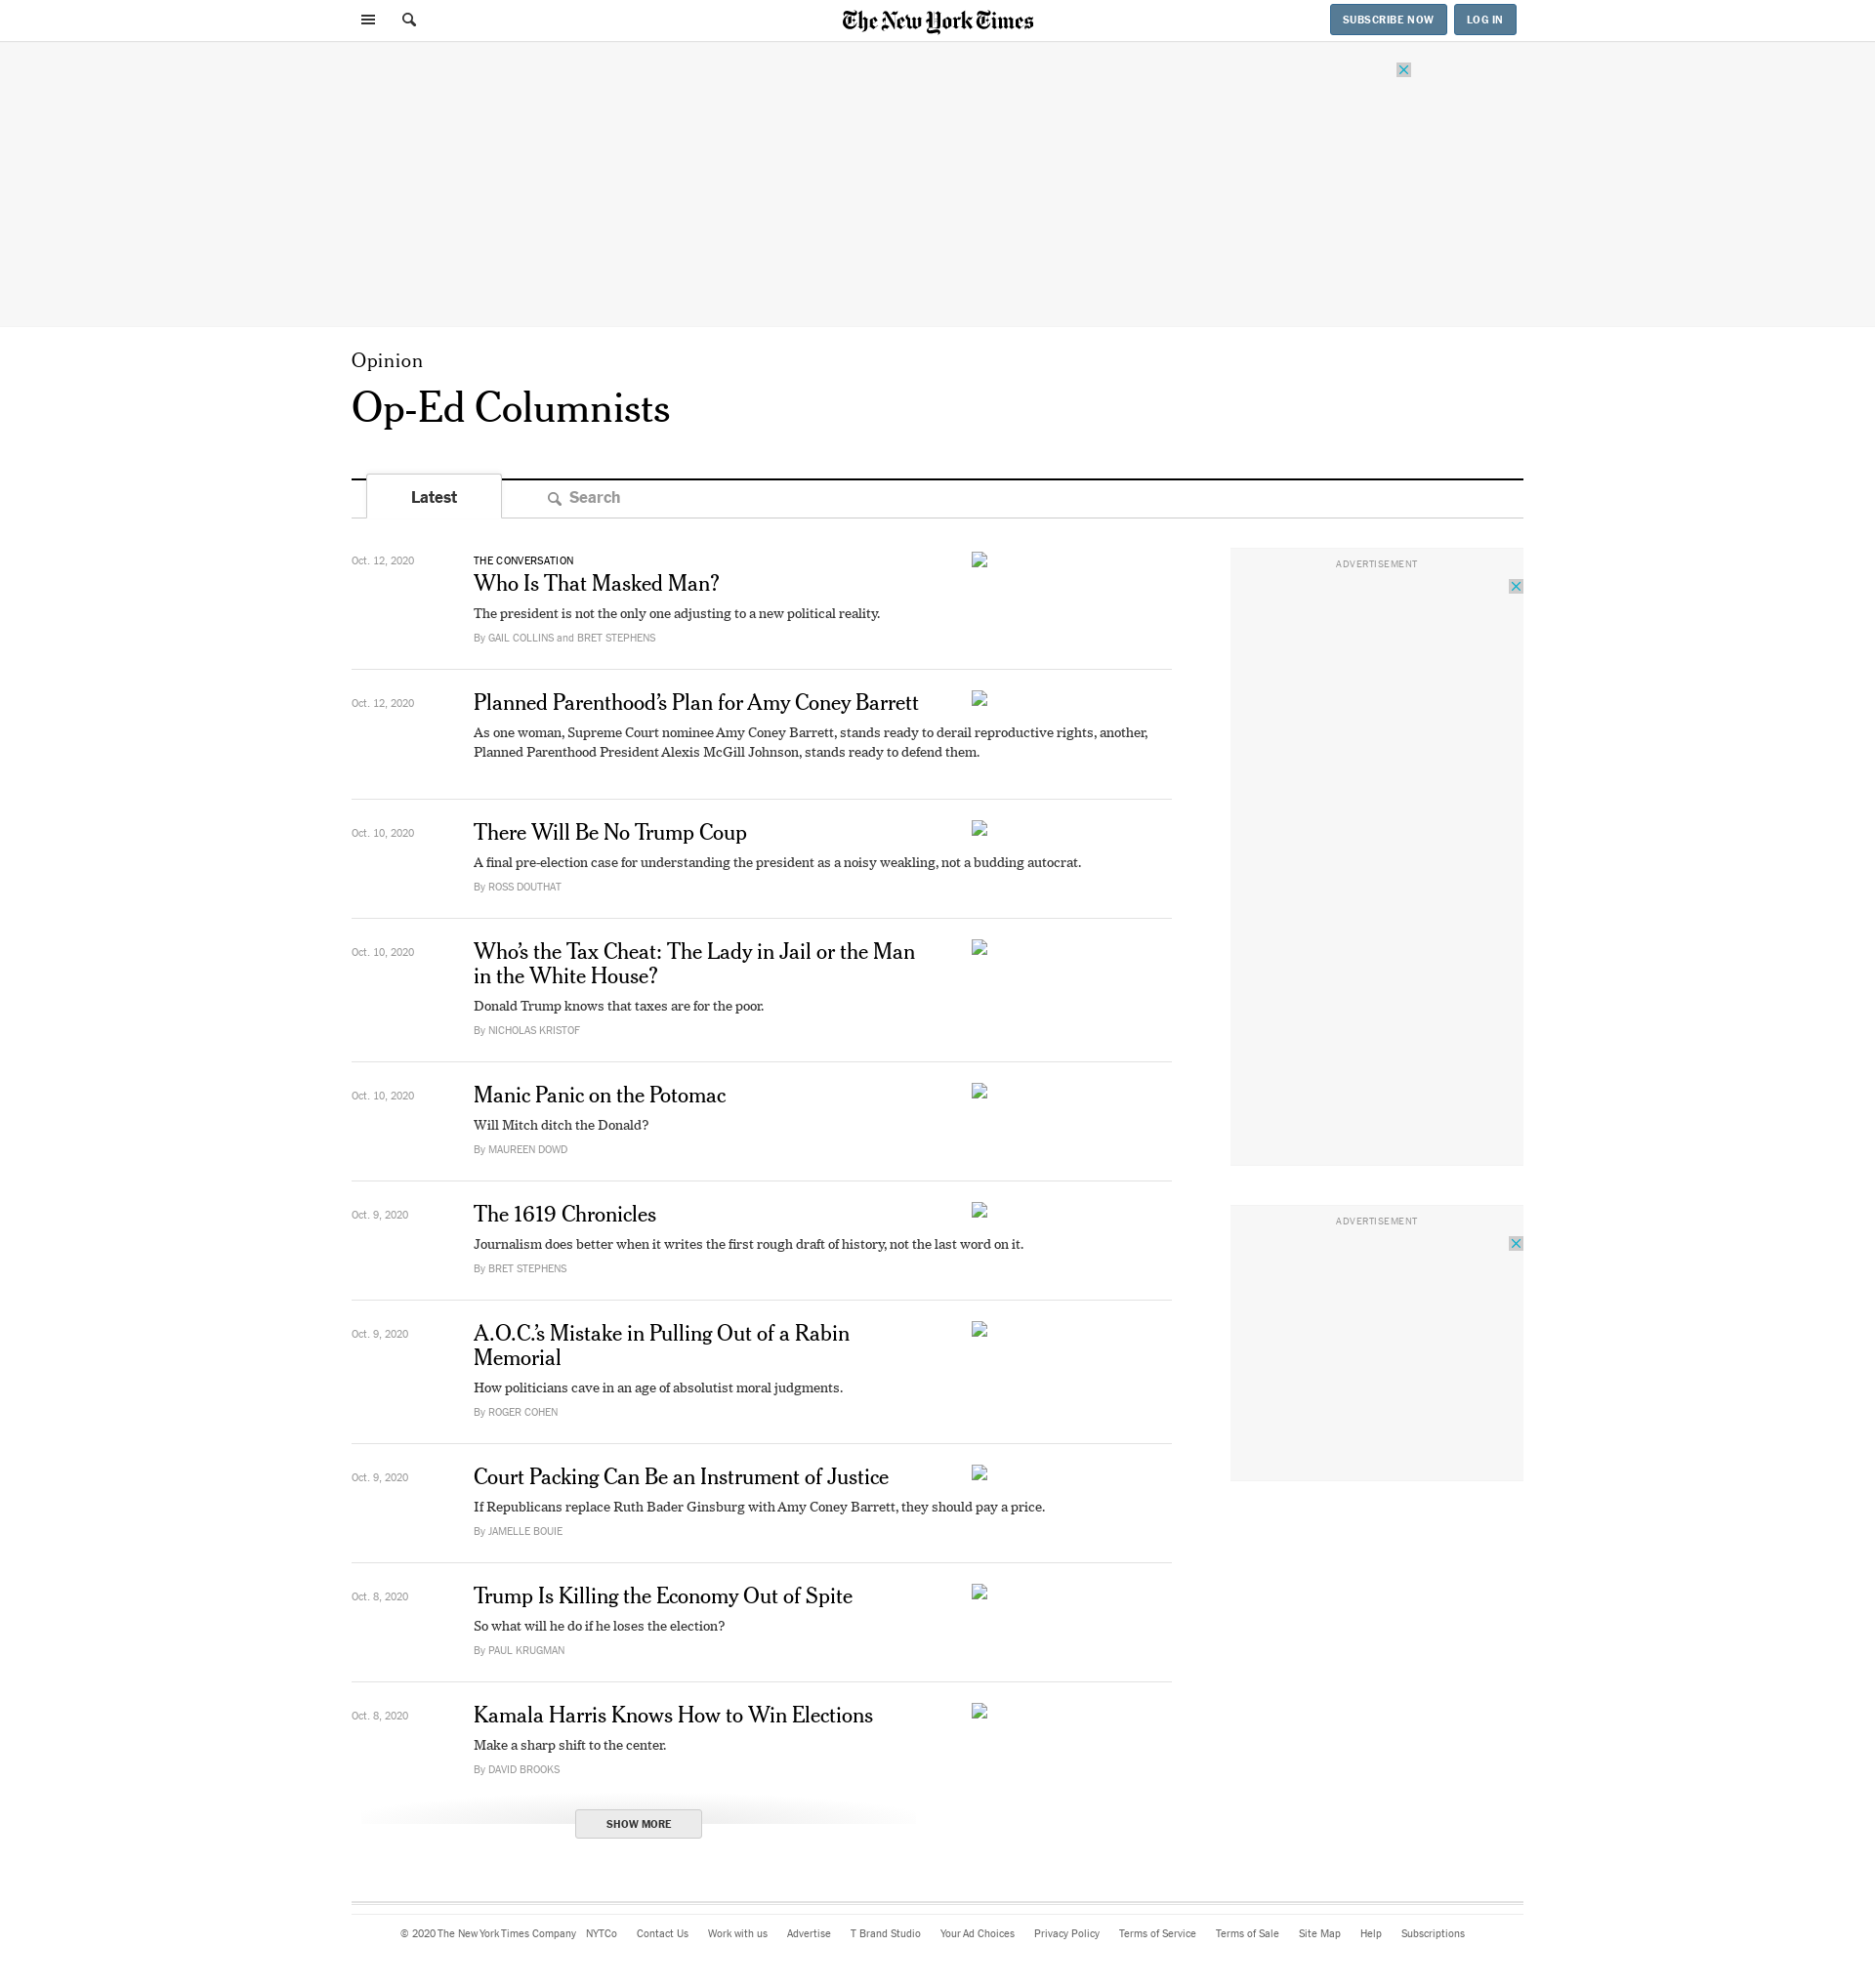 The New York Times
SUBSCRIBE NOW
LOG IN
Opinion
Op-Ed Columnists
Latest
Search
Oct. 12, 2020
THE CONVERSATION
Who Is That Masked Man?
The president is not the only one adjusting to a new political reality.
By GAIL COLLINS and BRET STEPHENS
ADVERTISEMENT
Oct. 12, 2020
Planned Parenthood’s Plan for Amy Coney Barrett
As one woman, Supreme Court nominee Amy Coney Barrett, stands ready to derail reproductive rights, another,
Planned Parenthood President Alexis McGill Johnson, stands ready to defend them.
Oct. 10, 2020
There Will Be No Trump Coup
A final pre-election case for understanding the president as a noisy weakling, not a budding autocrat.
By ROSS DOUTHAT
Oct. 10, 2020
Who’s the Tax Cheat: The Lady in Jail or the Man
in the White House?
Donald Trump knows that taxes are for the poor.
By NICHOLAS KRISTOF
Oct. 10, 2020
Manic Panic on the Potomac
Will Mitch ditch the Donald?
By MAUREEN DOWD
Oct. 9, 2020
The 1619 Chronicles
Journalism does better when it writes the first rough draft of history, not the last word on it.
By BRET STEPHENS
ADVERTISEMENT
Oct. 9, 2020
A.O.C.’s Mistake in Pulling Out of a Rabin
Memorial
How politicians cave in an age of absolutist moral judgments.
By ROGER COHEN
Oct. 9, 2020
Court Packing Can Be an Instrument of Justice
If Republicans replace Ruth Bader Ginsburg with Amy Coney Barrett, they should pay a price.
By JAMELLE BOUIE
Oct. 8, 2020
Trump Is Killing the Economy Out of Spite
So what will he do if he loses the election?
By PAUL KRUGMAN
Oct. 8, 2020
Kamala Harris Knows How to Win Elections
Make a sharp shift to the center.
By DAVID BROOKS
SHOW MORE
© 2020 The New York Times Company NYTCo Contact Us Work with us Advertise T Brand Studio Your Ad Choices Privacy Policy Terms of Service Terms of Sale Site Map Help Subscriptions